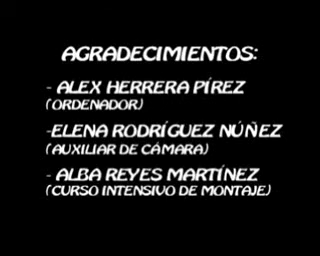 AGRADECIMIENTOS:
- ALEX HERRERA PÍREZ
(ORDENADOR)
-ELENA RODRÍGUEZ NÚÑEZ
(AUXILIAR DE CÁMARA)
- ALBA REYES MARTÍNEZ
(CURSO INTENSIVO DE MONTAJE)